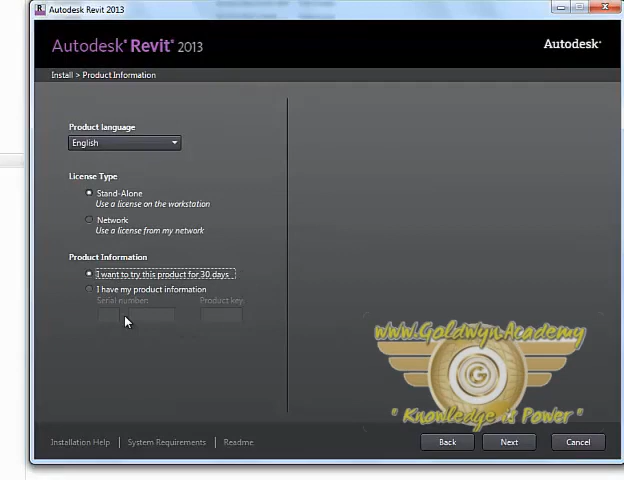 Autodesk Revit 2013
Autodesk® Revit® 2013
Autodesk®
Install > Product Information
Product language
English
License Type
Stand-Alone
Use a license on the workstation
Network
Use a license from my network
Product Information
I want to try this product for 30 days
I have my product information
Serial number: Product key:
www.Goldwyn.Academy
G
" Knowledge is Power "
Installation Help | System Requirements | Readme
Back Next Cancel